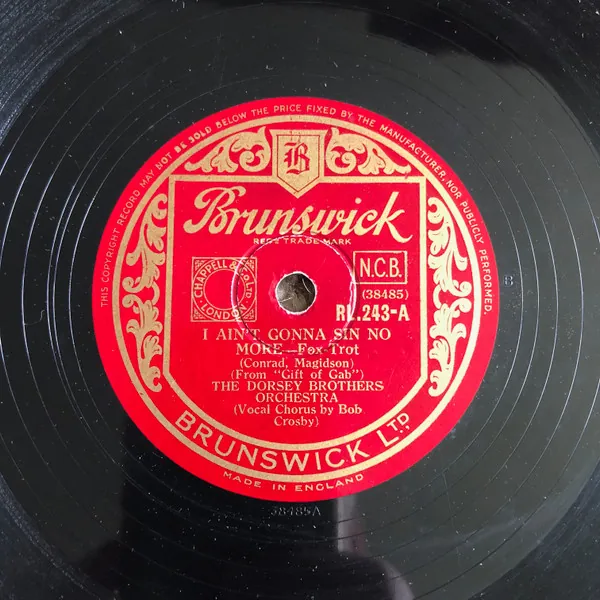 THIS COPYRIGHT RECORD MAY NOT BE SOLD BELOW THE PRICE FIXED BY THE MANUFACTURER, NOR PUBLICLY PERFORMED.
B
Brunswick
REGD TRADE MARK
CHAPPELL & CO LTD
LONDON
N.C.B.
(38485)
RL.243-A
I AIN'T GONNA SIN NO
MORE—Fox-Trot
(Conrad, Magidson)
(From "Gift of Gab")
THE DORSEY BROTHERS
ORCHESTRA
(Vocal Chorus by Bob
Crosby)
BRUNSWICK LTD.,
MADE IN ENGLAND
38485A